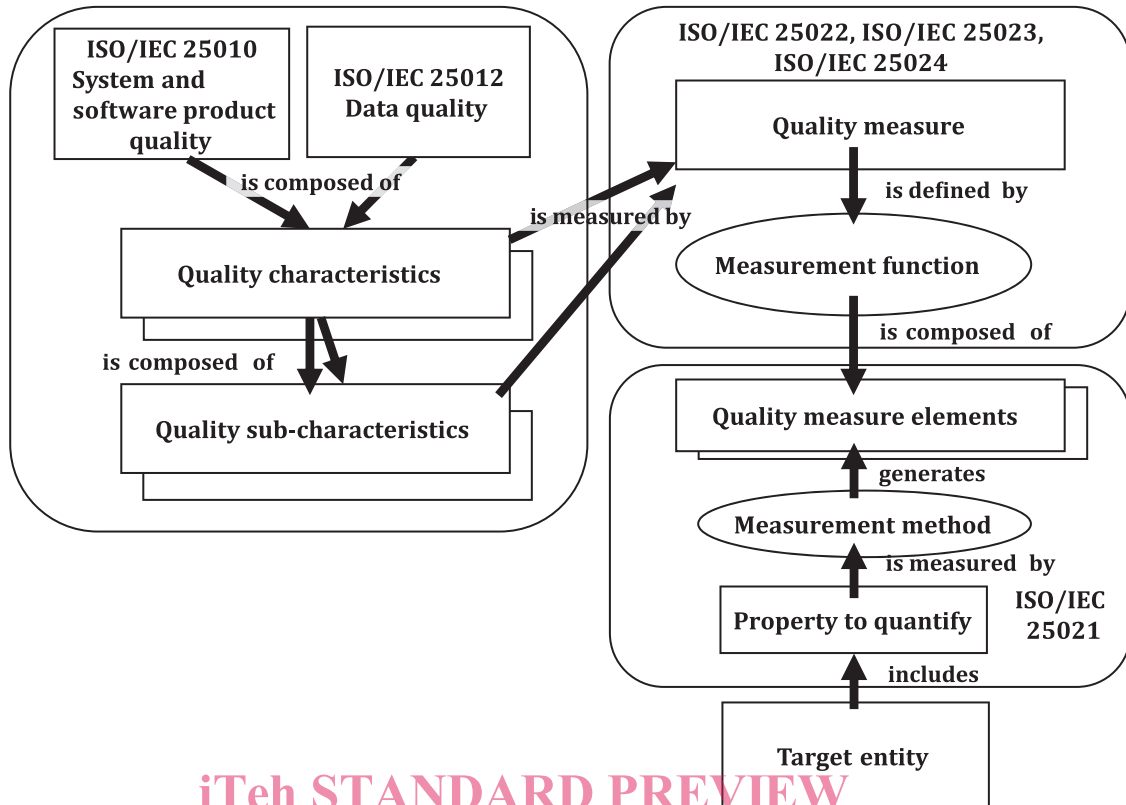 ISO/IEC 25010
System and
software product
quality
ISO/IEC 25012
Data quality
is composed of
Quality characteristics
is composed of
Quality sub-characteristics
is measured by
ISO/IEC 25022, ISO/IEC 25023,
ISO/IEC 25024
Quality measure
is defined by
Measurement function
is composed of
Quality measure elements
generates
Measurement method
is measured by
Property to quantify
ISO/IEC
25021
includes
Target entity
iTeh STANDARD PREVIEW